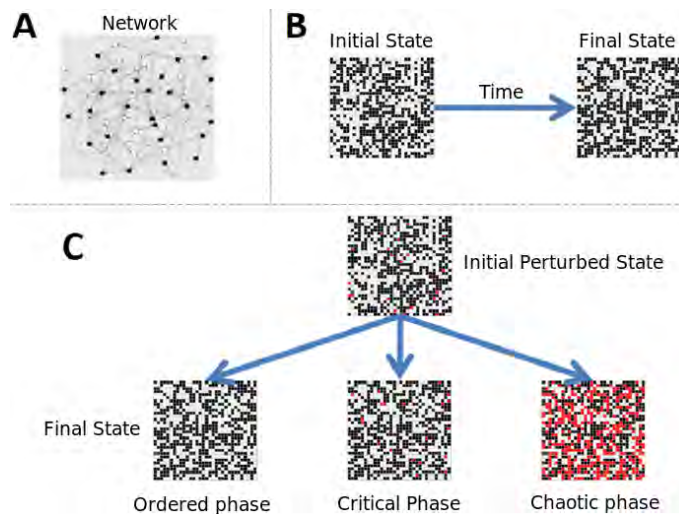 A
Network
B
Initial State
Final State
Time
C
Initial Perturbed State
Final State
Ordered phase
Critical Phase
Chaotic phase